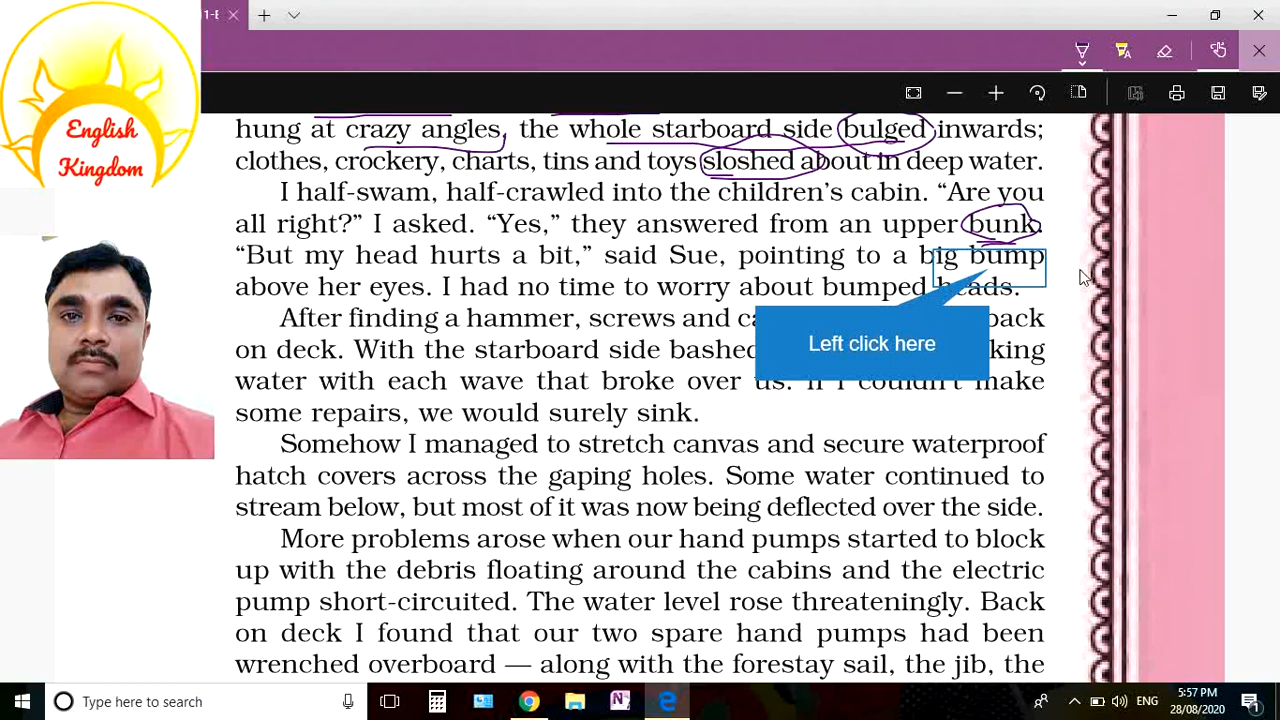 1-E
English
Kingdom
hung at crazy angles, the whole starboard side bulged inwards;
clothes, crockery, charts, tins and toys sloshed about in deep water.
I half-swam, half-crawled into the children's cabin. “Are you
all right?” I asked. “Yes,” they answered from an upper bunk.
“But my head hurts a bit,” said Sue, pointing to a big bump
above her eyes. I had no time to worry about bumped heads.
After finding a hammer, screws and ca back
on deck. With the starboard side bashed king
Left click here
water with each wave that broke over us. If I couldn't make
some repairs, we would surely sink.
Somehow I managed to stretch canvas and secure waterproof
hatch covers across the gaping holes. Some water continued to
stream below, but most of it was now being deflected over the side.
More problems arose when our hand pumps started to block
up with the debris floating around the cabins and the electric
pump short-circuited. The water level rose threateningly. Back
on deck I found that our two spare hand pumps had been
wrenched overboard — along with the forestay sail, the jib, the
Type here to search
ENG
5:57 PM
28/08/2020